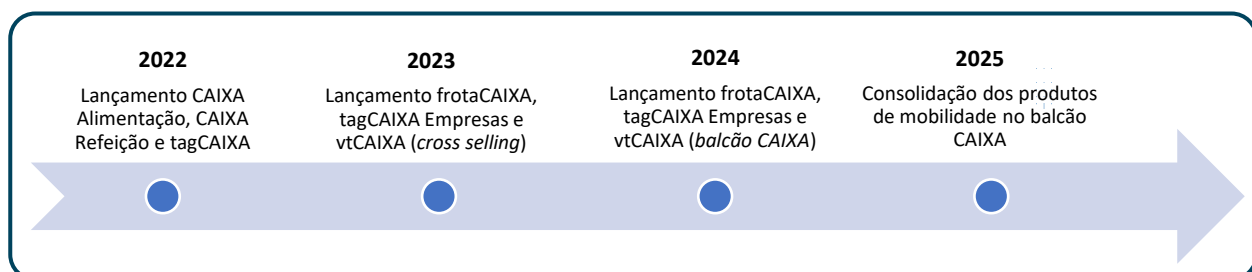 2022
Lançamento CAIXA
Alimentação, CAIXA
Refeição e tagCAIXA
2023
Lançamento frotaCAIXA,
tagCAIXA Empresas e
vtCAIXA (cross selling)
2024
Lançamento frotaCAIXA,
tagCAIXA Empresas e
vtCAIXA (balcão CAIXA)
2025
Consolidação dos produtos
de mobilidade no balcão
CAIXA